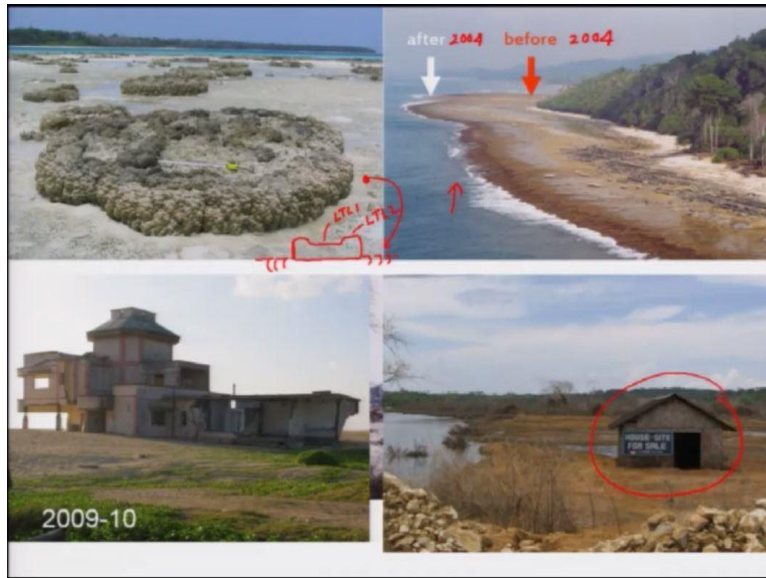 after 2004
before 2004
LTL1
LTL2
HOUSE-SITE
FOR SALE
2009-10